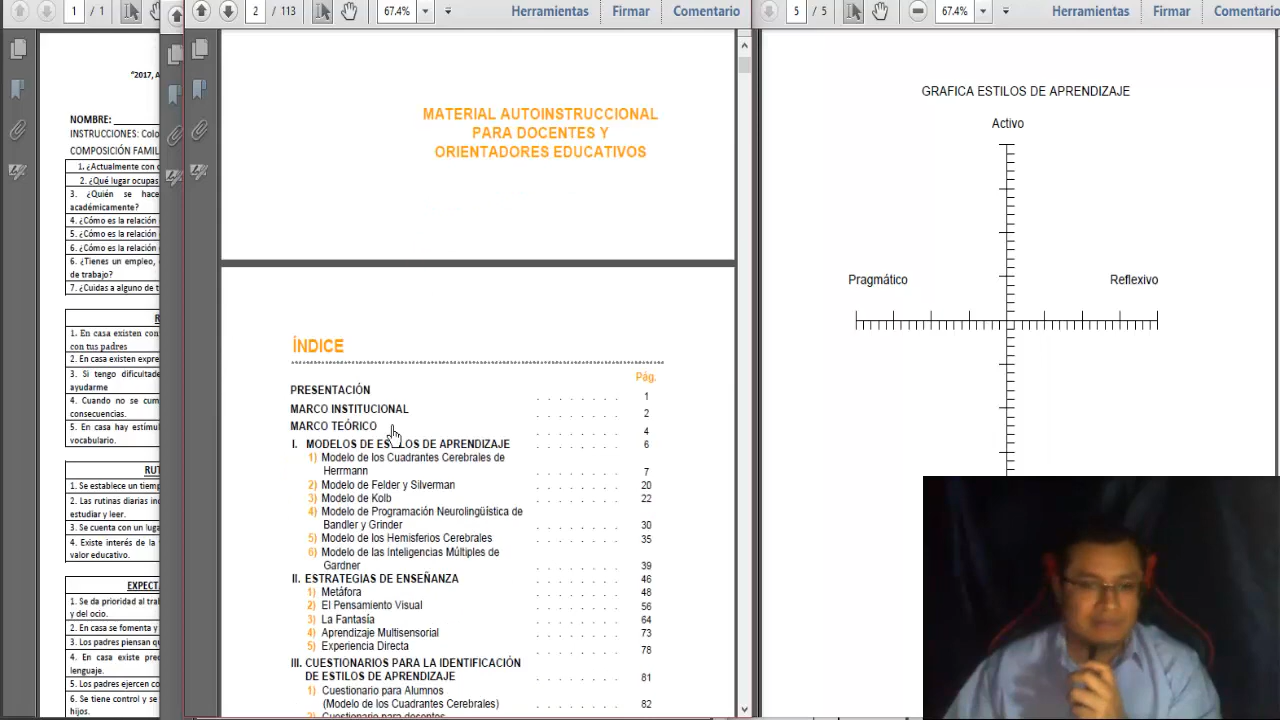 1 / 1
2 / 113
67.4%
Herramientas
Firmar
Comentario
5 / 5
67.4%
Herramientas
Firmar
Comentario
“2017, A
NOMBRE:
INSTRUCCIONES: Colo
COMPOSICIÓN FAMIL
1. ¿Actualmente con
2. ¿Qué lugar ocupas
3. ¿Quién se hace
académicamente?
4. ¿Cómo es la relación
5. ¿Cómo es la relación
6. ¿Cómo es la relación
6. ¿Tienes un empleo,
de trabajo?
7. ¿Cuidas a alguno de t
R
1. En casa existen con
con tus padres
2. En casa existen expre
3. Si tengo dificultade
ayudarme
4. Cuando no se cum
consecuencias.
5. En casa hay estímul
vocabulario.
RUT
1. Se establece un tiemp
2. Las rutinas diarias inc
estudiar y leer.
3. Se cuenta con un luga
4. Existe interés de la
valor educativo.
EXPECTA
1. Se da prioridad al trab
y del ocio.
2. En casa se fomenta y
3. Los padres piensan qu
4. En casa existe prec
lenguaje.
5. Los padres ejercen co
6. Se tiene control y se
hijos.
MATERIAL AUTOINSTRUCCIONAL
PARA DOCENTES Y
ORIENTADORES EDUCATIVOS
ÍNDICE
Pág.
PRESENTACIÓN . . . . . . . . 1
MARCO INSTITUCIONAL . . . . . . . . 2
MARCO TEÓRICO . . . . . . . . 4
I. MODELOS DE ESTILOS DE APRENDIZAJE . . . . . . . . 6
1) Modelo de los Cuadrantes Cerebrales de
Herrmann . . . . . . . . 7
2) Modelo de Felder y Silverman . . . . . . . . 20
3) Modelo de Kolb . . . . . . . . 22
4) Modelo de Programación Neurolingüística de
Bandler y Grinder . . . . . . . . 30
5) Modelo de los Hemisferios Cerebrales . . . . . . . . 35
6) Modelo de las Inteligencias Múltiples de
Gardner . . . . . . . . 39
II. ESTRATEGIAS DE ENSEÑANZA . . . . . . . . 46
1) Metáfora . . . . . . . . 48
2) El Pensamiento Visual . . . . . . . . 56
3) La Fantasía . . . . . . . . 64
4) Aprendizaje Multisensorial . . . . . . . . 73
5) Experiencia Directa . . . . . . . . 78
III. CUESTIONARIOS PARA LA IDENTIFICACIÓN
DE ESTILOS DE APRENDIZAJE . . . . . . . . 81
1) Cuestionario para Alumnos
(Modelo de los Cuadrantes Cerebrales) . . . . . . . . 82
2) Cuestionario para docentes
GRAFICA ESTILOS DE APRENDIZAJE
Activo
Pragmático
Reflexivo